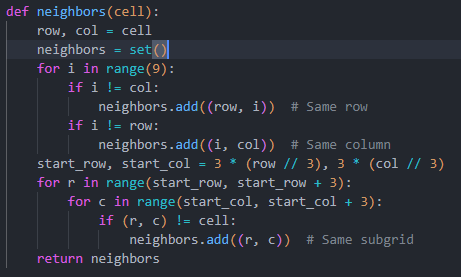 def neighbors(cell):
    row, col = cell
    neighbors = set()
    for i in range(9):
        if i != col:
            neighbors.add((row, i))  # Same row
        if i != row:
            neighbors.add((i, col))  # Same column
    start_row, start_col = 3 * (row // 3), 3 * (col // 3)
    for r in range(start_row, start_row + 3):
        for c in range(start_col, start_col + 3):
            if (r, c) != cell:
                neighbors.add((r, c))  # Same subgrid
    return neighbors